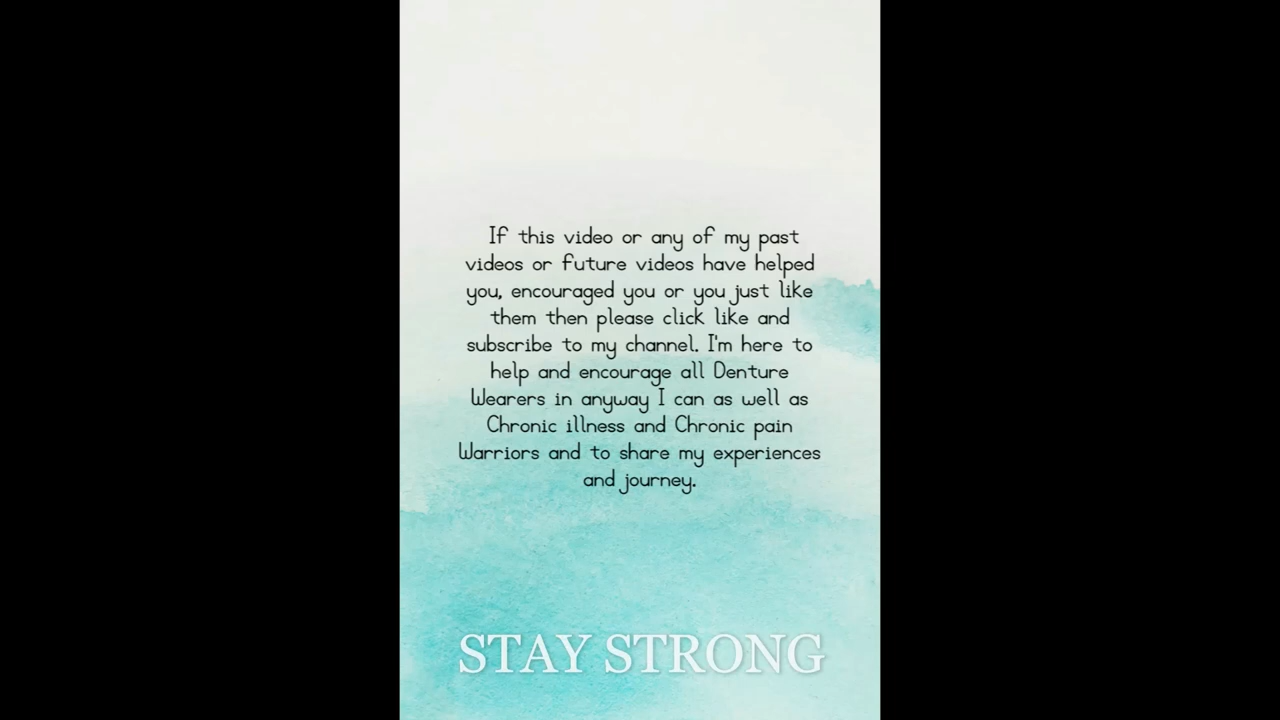 If this video or any of my past
videos or future videos have helped
you, encouraged you or you just like
them then please click like and
subscribe to my channel. I'm here to
help and encourage all Denture
Wearers in anyway I can as well as
Chronic illness and Chronic pain
Warriors and to share my experiences
and journey.
STAY STRONG